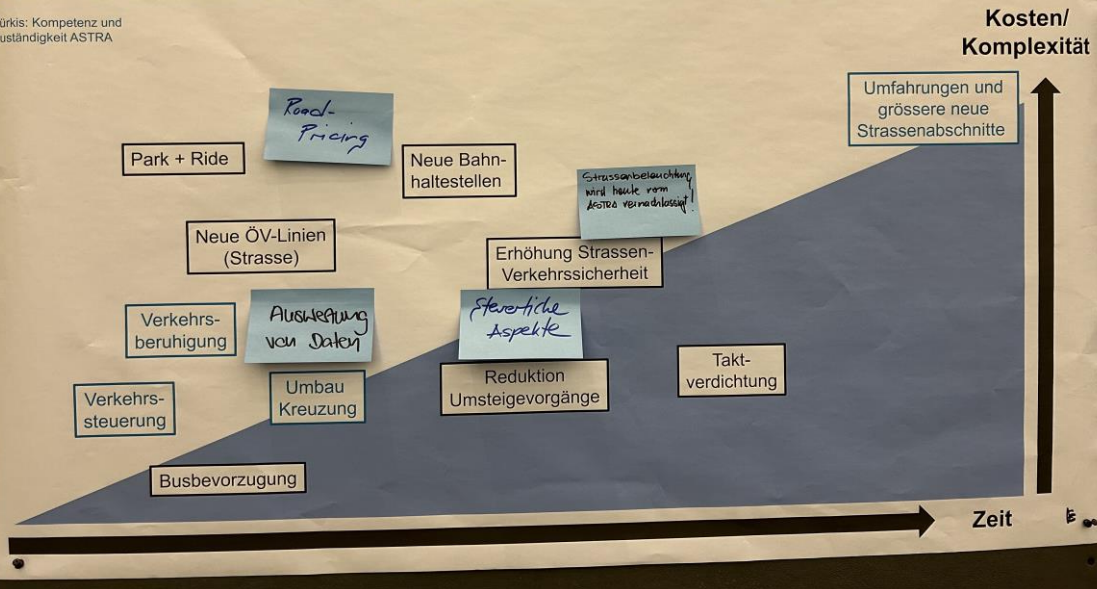 ürkis: Kompetenz und
uständigkeit ASTRA
Kosten/
Komplexität
Umfahrungen und
grössere neue
Strassenabschnitte
Road-
Pricing
Park + Ride
Neue Bahn-
haltestellen
Strassenbeleuchtung
wird heute vom
ASTRA vernachlässigt!
Neue ÖV-Linien
(Strasse)
Erhöhung Strassen-
Verkehrssicherheit
Verkehrs-
beruhigung
Auswertung
von Daten
Steuerliche
Aspekte
Umbau
Kreuzung
Reduktion
Umsteigevorgänge
Takt-
verdichtung
Verkehrs-
steuerung
Busbevorzugung
Zeit